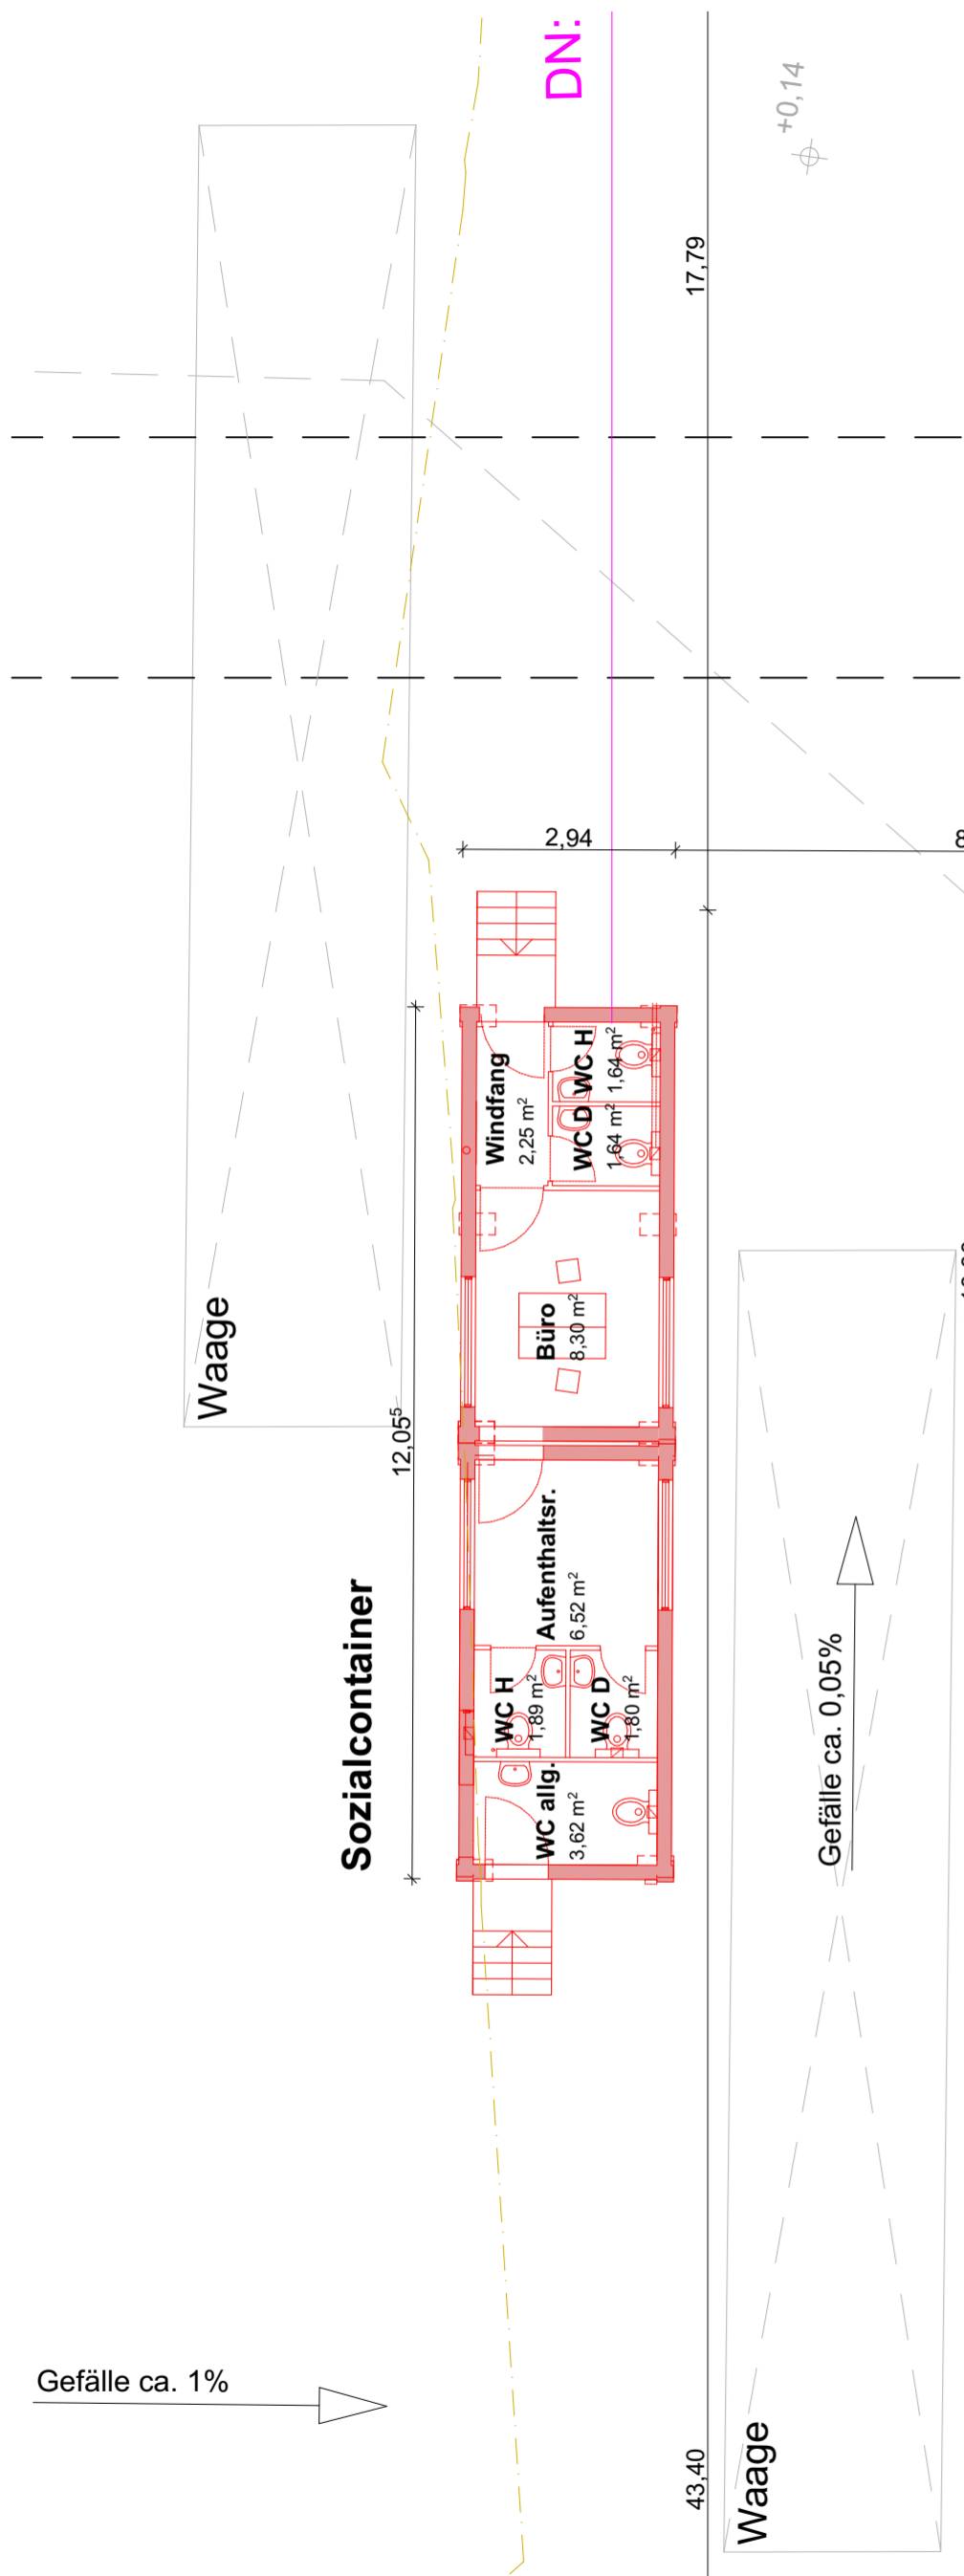 DN:
+0,14
17,79
2,94
8
Waage
12,05⁵
Sozialcontainer
Windfang
2,25 m²
WC H
1,64 m²
WC D
1,64 m²
Büro
8,30 m²
Aufenthaltsr.
6,52 m²
WC H
1,89 m²
WC D
1,80 m²
WC allg.
3,62 m²
Gefälle ca. 0,05%
Gefälle ca. 1%
43,40
Waage